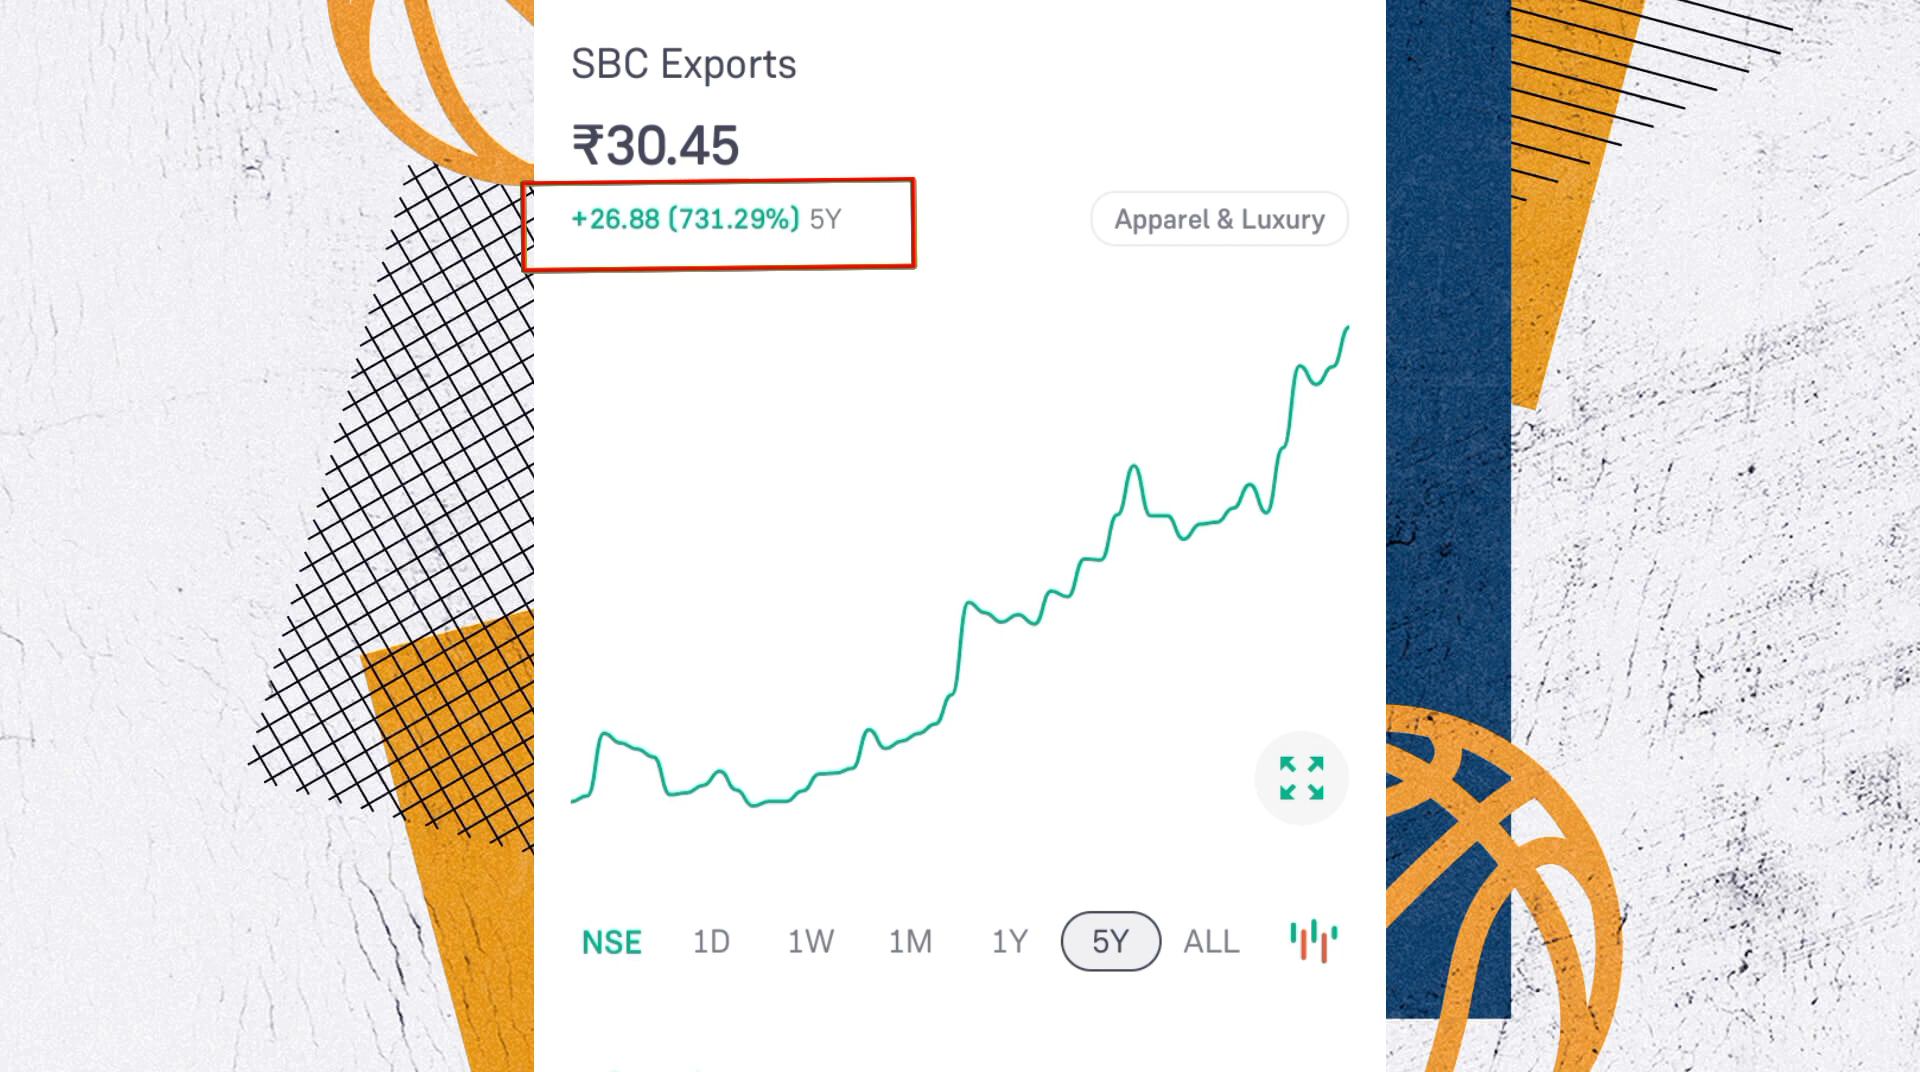 SBC Exports
₹30.45
+26.88 (731.29%) 5Y
Apparel & Luxury
NSE 1D 1W 1M 1Y 5Y ALL